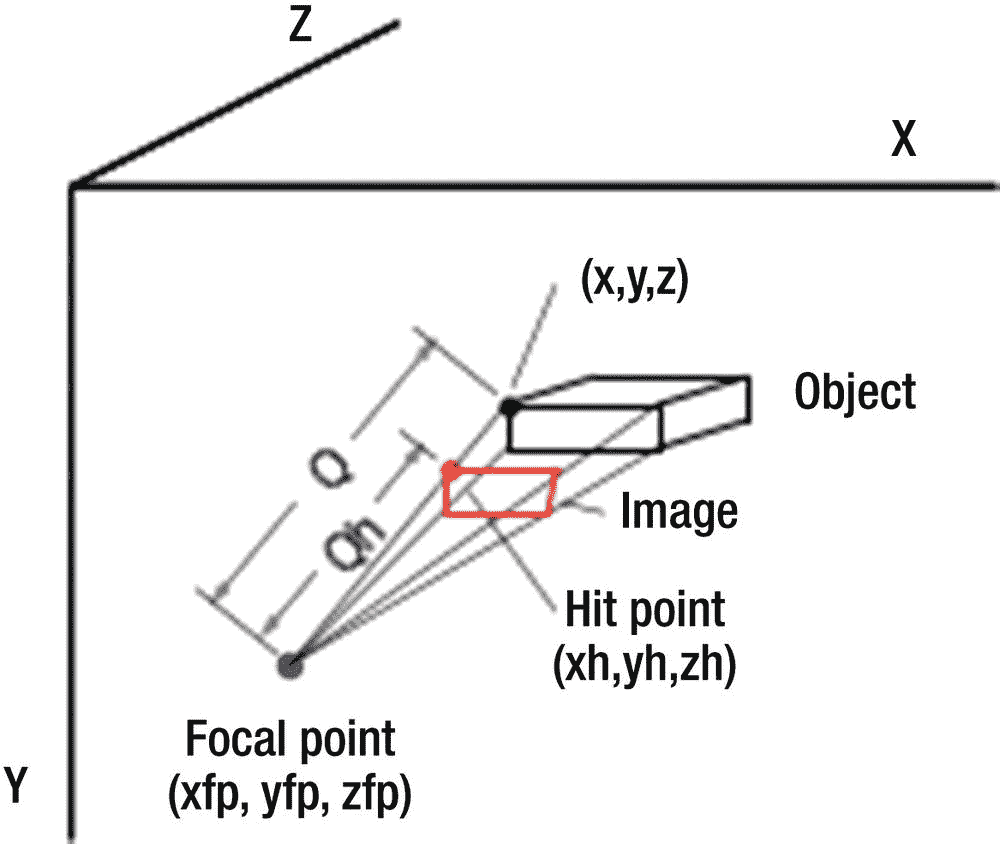 Z
X
(x,y,z)
Object
Q
Qh
Image
Hit point
(xh,yh,zh)
Focal point
(xfp, yfp, zfp)
Y